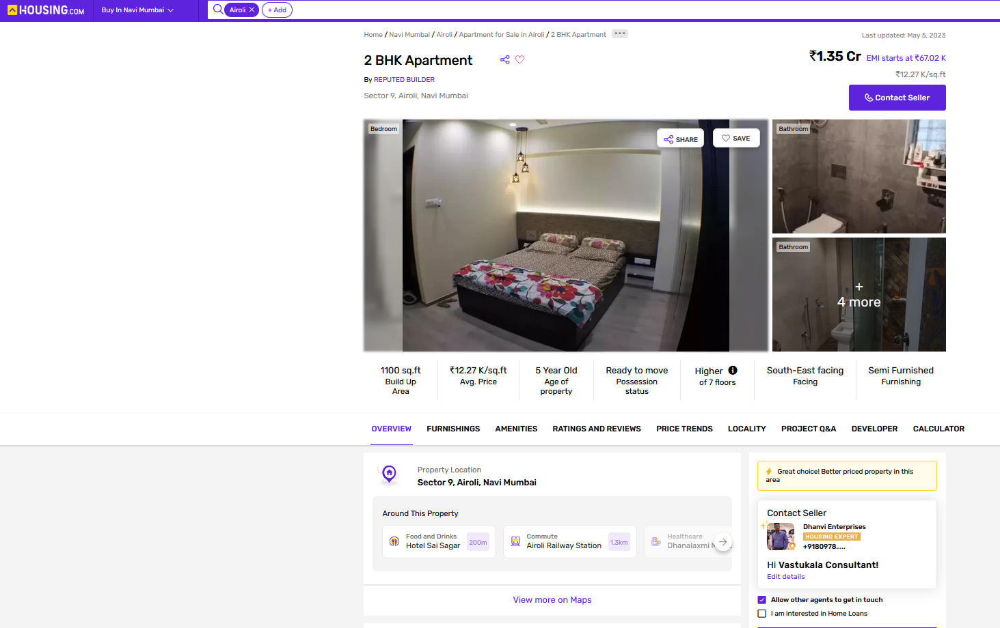 HOUSING.COM
Buy In Navi Mumbai
Airoli
+ Add
Home / Navi Mumbai / Airoli / Apartment for Sale in Airoli / 2 BHK Apartment
Last updated: May 5, 2023
2 BHK Apartment
₹1.35 Cr EMI starts at ₹67.02 K
₹12.27 K/sq.ft
By REPUTED BUILDER
Sector 9, Airoli, Navi Mumbai
Contact Seller
Bedroom
SHARE
SAVE
Bathroom
HOUSING.COM
Bathroom
+
4 more
1100 sq.ft
Build Up
Area
₹12.27 K/sq.ft
Avg. Price
5 Year Old
Age of
property
Ready to move
Possession
status
Higher
of 7 floors
South-East facing
Facing
Semi Furnished
Furnishing
OVERVIEW
FURNISHINGS
AMENITIES
RATINGS AND REVIEWS
PRICE TRENDS
LOCALITY
PROJECT Q&A
DEVELOPER
CALCULATOR
Property Location
Sector 9, Airoli, Navi Mumbai
Around This Property
Food and Drinks
Hotel Sai Sagar
200m
Commute
Airoli Railway Station
1.3km
Healthcare
Dhanalaxmi
View more on Maps
Great choice! Better priced property in this
area
Contact Seller
Dhanvi Enterprises
HOUSING EXPERT
+9180978.....
Hi Vastukala Consultant!
Edit details
Allow other agents to get in touch
I am interested in Home Loans